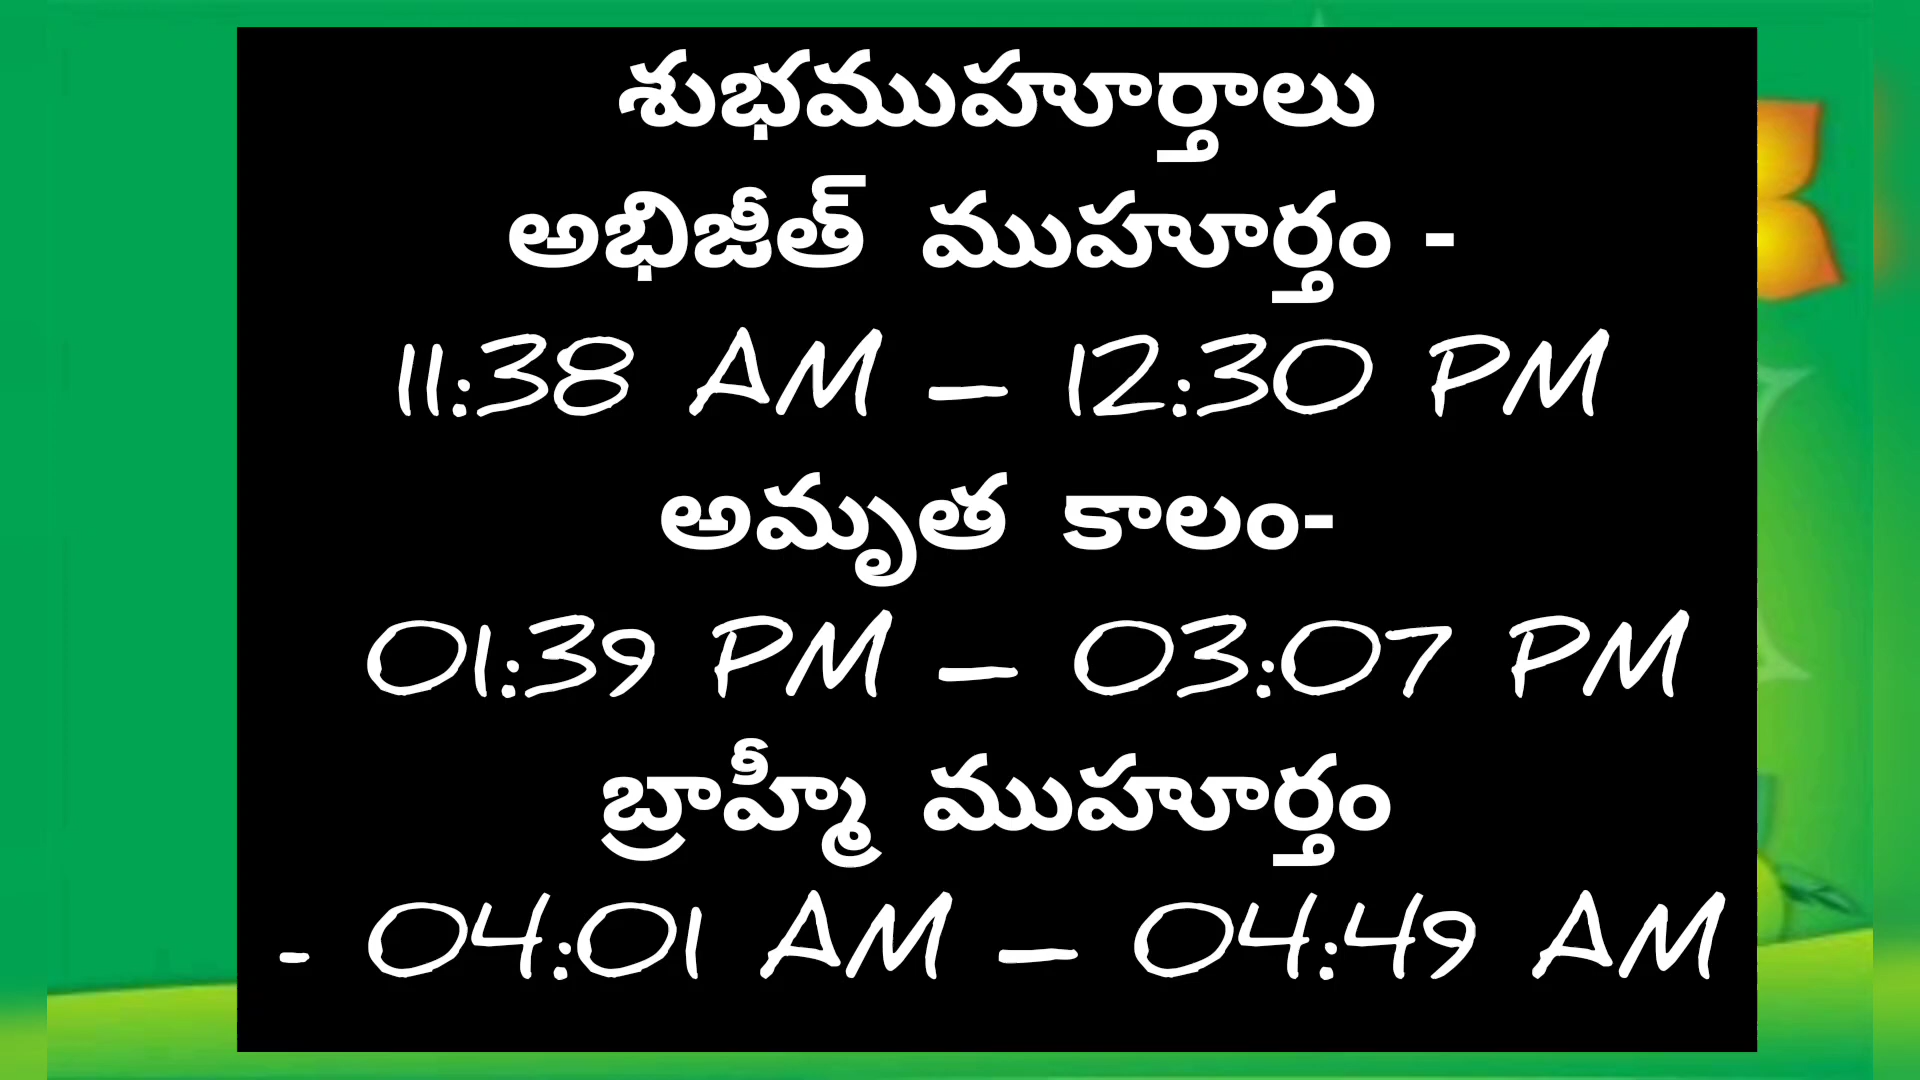 శుభముహూర్తాలు
అభిజీత్ ముహూర్తం -
11:38 AM – 12:30 PM
అమృత కాలం-
01:39 PM – 03:07 PM
బ్రాహ్మీ ముహూర్తం
- 04:01 AM – 04:49 AM